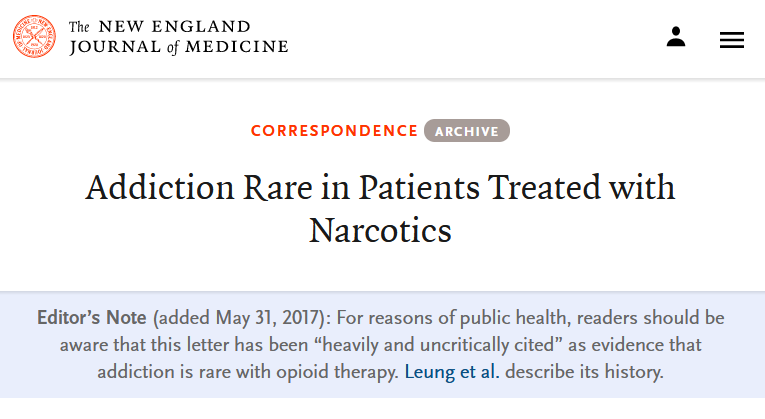 The NEW ENGLAND
JOURNAL of MEDICINE
CORRESPONDENCE ARCHIVE
Addiction Rare in Patients Treated with
Narcotics
Editor’s Note (added May 31, 2017): For reasons of public health, readers should be
aware that this letter has been “heavily and uncritically cited” as evidence that
addiction is rare with opioid therapy. Leung et al. describe its history.